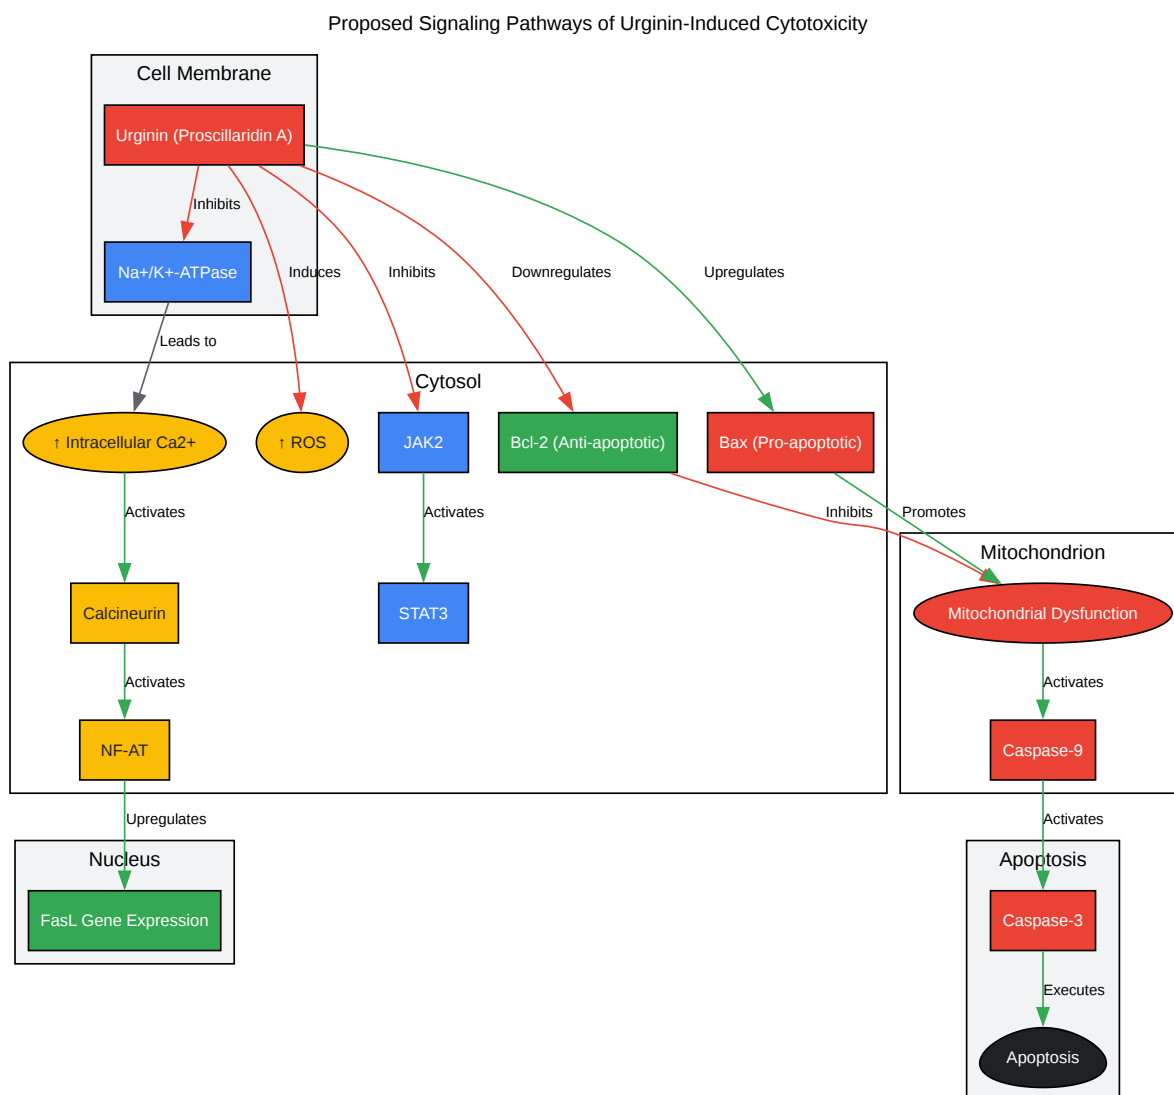 Proposed Signaling Pathways of Urginin-Induced Cytotoxicity
Cell Membrane
Urginin (Proscillaridin A)
Inhibits
Na+/K+-ATPase
Induces
Inhibits
Downregulates
Upregulates
Leads to
Cytosol
↑ Intracellular Ca2+
↑ ROS
JAK2
Bcl-2 (Anti-apoptotic)
Bax (Pro-apoptotic)
Activates
Activates
Inhibits
Promotes
Mitochondrion
Calcineurin
STAT3
Mitochondrial Dysfunction
Activates
Activates
NF-AT
Caspase-9
Upregulates
Activates
Nucleus
Apoptosis
FasL Gene Expression
Caspase-3
Executes
Apoptosis